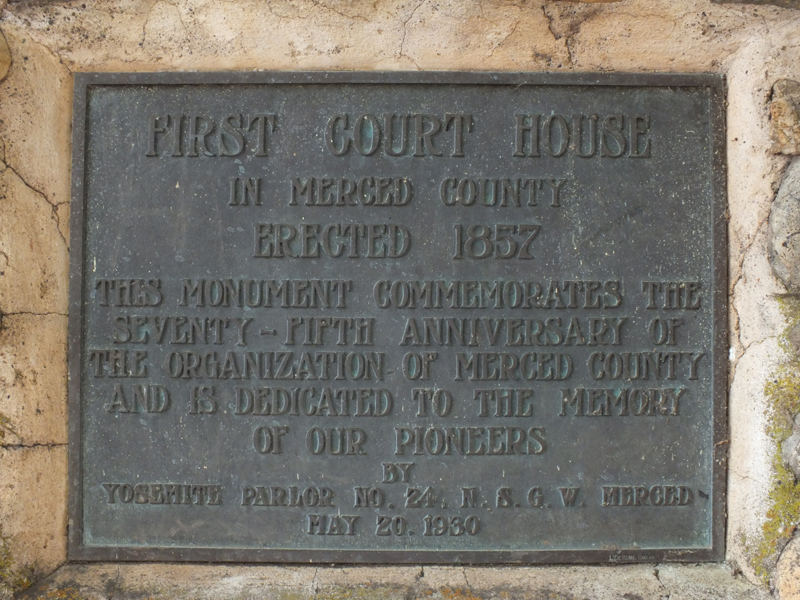 FIRST COURT HOUSE
IN MERCED COUNTY
ERECTED 1857
THIS MONUMENT COMMEMORATES THE
SEVENTY-FIFTH ANNIVERSARY OF
THE ORGANIZATION OF MERCED COUNTY
AND IS DEDICATED TO THE MEMORY
OF OUR PIONEERS
BY
YOSEMITE PARLOR NO. 24, N. S. G. W. MERCED
MAY 20. 1930